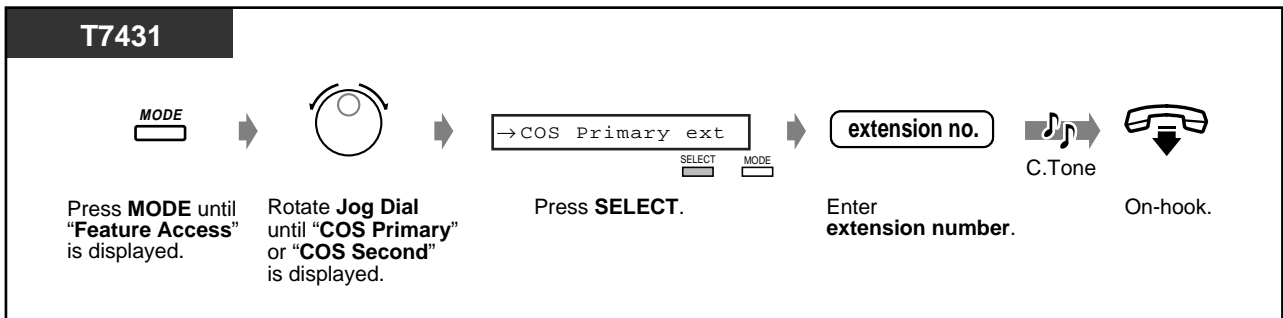 T7431
MODE
→COS Primary ext
SELECT MODE
extension no.
C.Tone
Press MODE until
“Feature Access”
is displayed.
Rotate Jog Dial
until “COS Primary”
or “COS Second”
is displayed.
Press SELECT.
Enter
extension number.
On-hook.